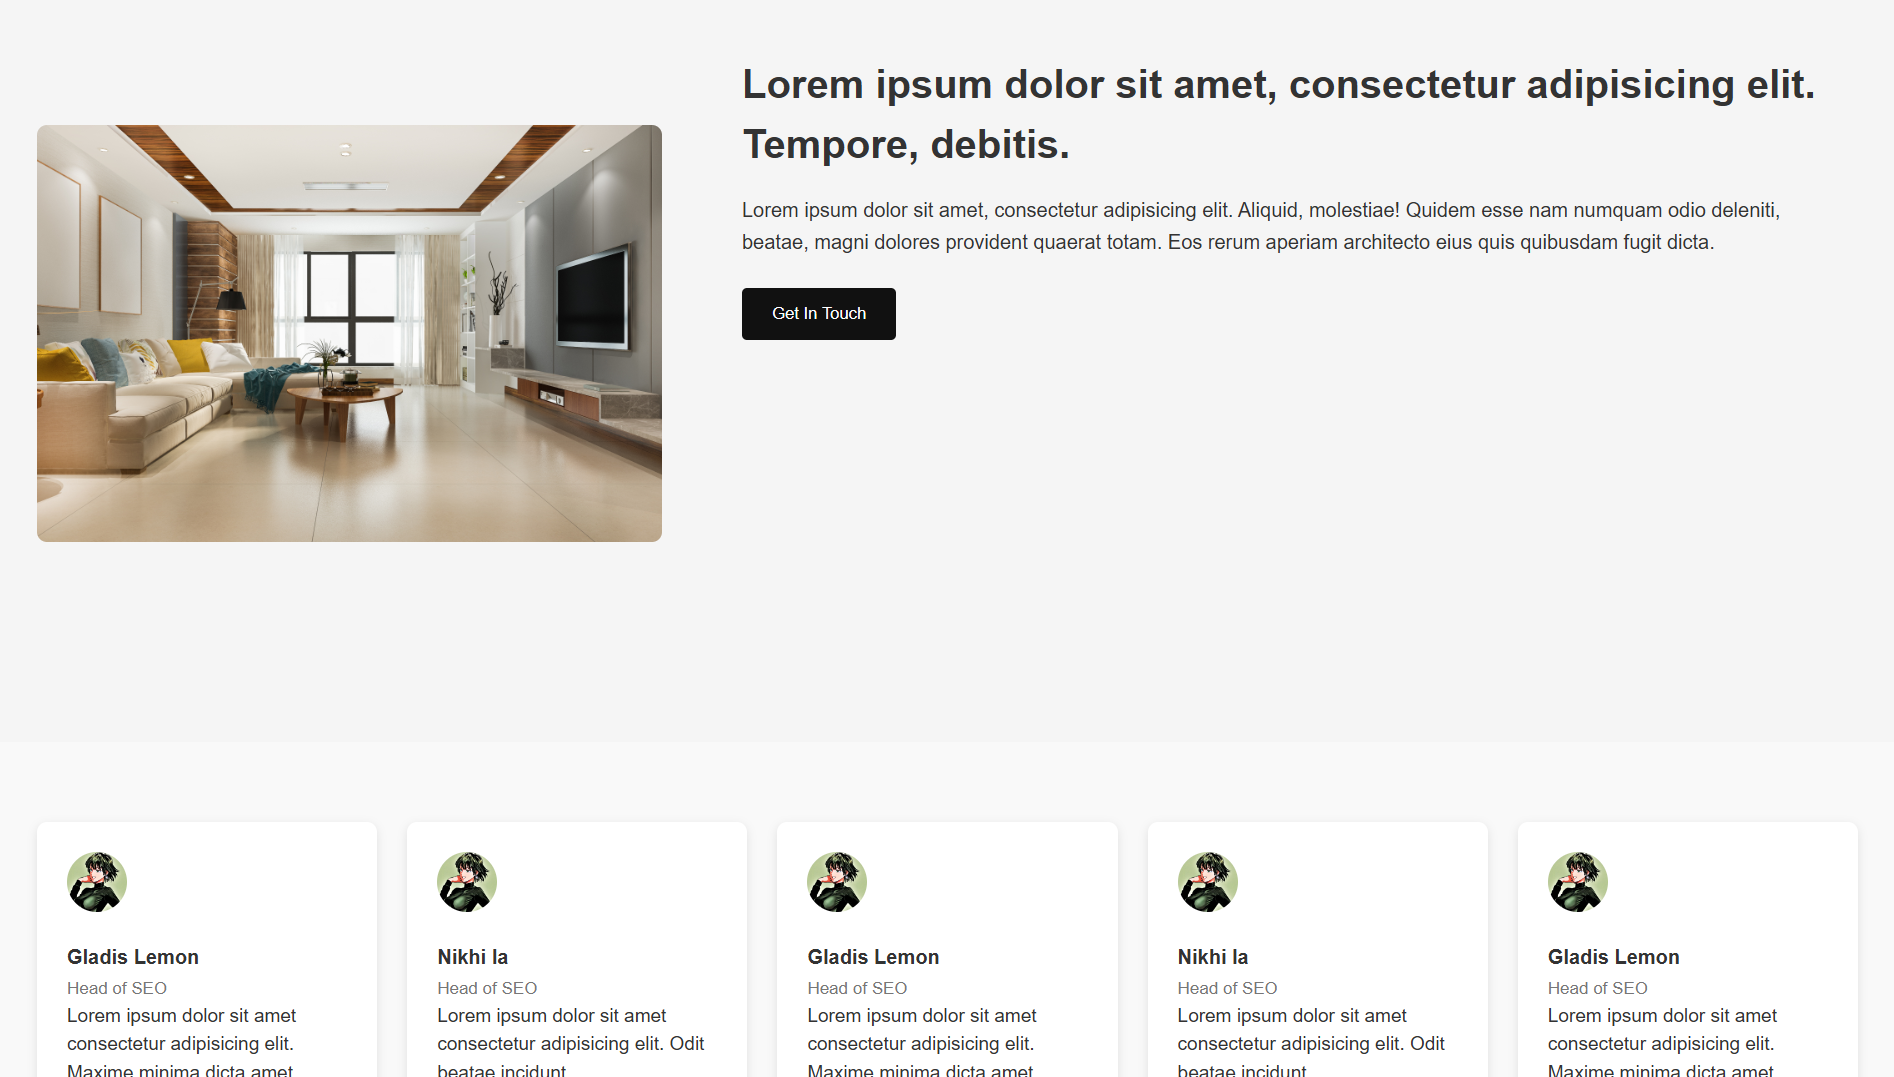 Lorem ipsum dolor sit amet, consectetur adipisicing elit.
Tempore, debitis.
Lorem ipsum dolor sit amet, consectetur adipisicing elit. Aliquid, molestiae! Quidem esse nam numquam odio deleniti,
beatae, magni dolores provident quaerat totam. Eos rerum aperiam architecto eius quis quibusdam fugit dicta.
Get In Touch
Gladis Lemon
Head of SEO
Lorem ipsum dolor sit amet
consectetur adipisicing elit.
Maxime minima dicta amet
Nikhi la
Head of SEO
Lorem ipsum dolor sit amet
consectetur adipisicing elit. Odit
beatae incidunt
Gladis Lemon
Head of SEO
Lorem ipsum dolor sit amet
consectetur adipisicing elit.
Maxime minima dicta amet
Nikhi la
Head of SEO
Lorem ipsum dolor sit amet
consectetur adipisicing elit. Odit
beatae incidunt
Gladis Lemon
Head of SEO
Lorem ipsum dolor sit amet
consectetur adipisicing elit.
Maxime minima dicta amet